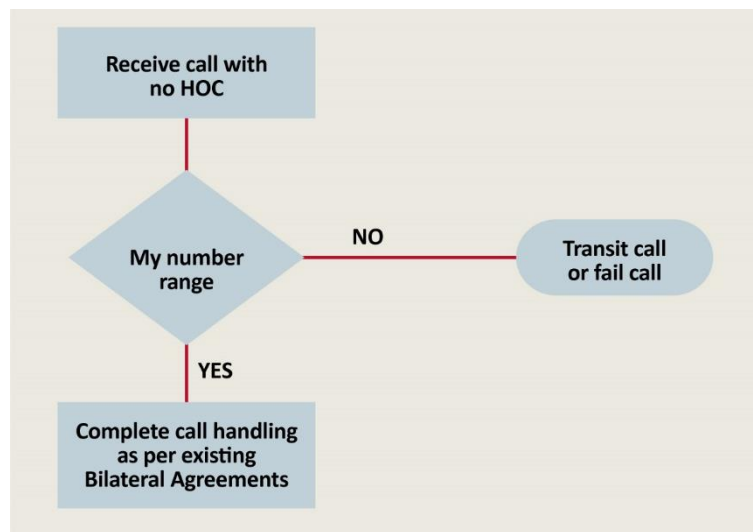 Receive call with
no HOC
My number
range
NO
Transit call
or fail call
YES
Complete call handling
as per existing
Bilateral Agreements